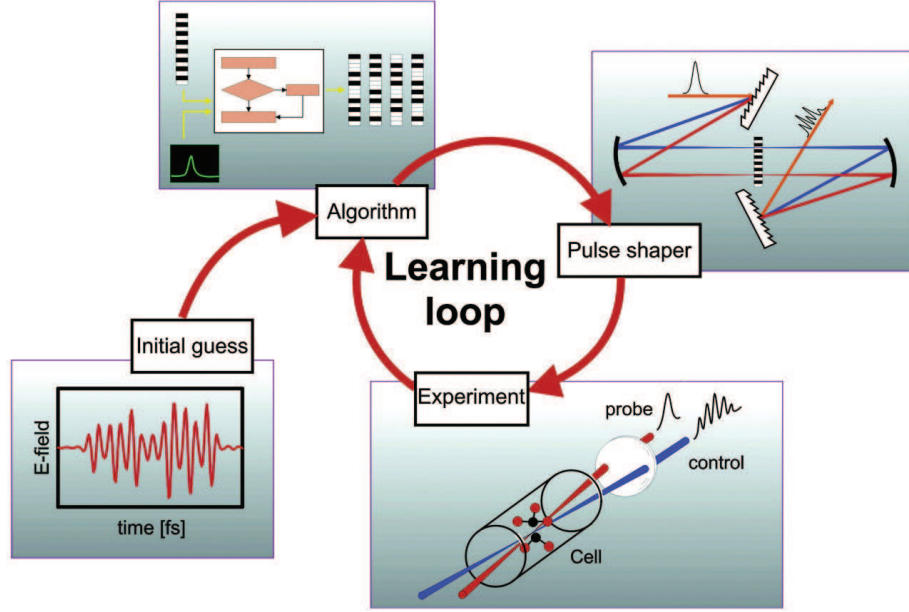 Algorithm
Pulse shaper
Learning
loop
Initial guess
Experiment
E-field
time [fs]
probe
control
Cell